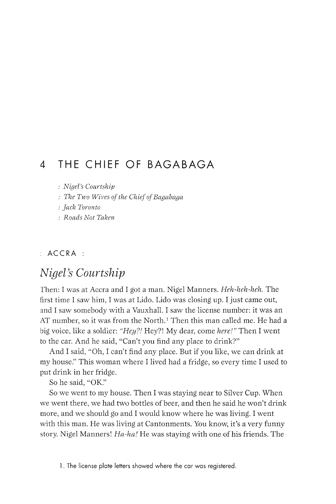 4 THE CHIEF OF BAGABAGA
: Nigel's Courtship
: The Two Wives of the Chief of Bagabaga
: Jack Toronto
: Roads Not Taken
: ACCRA :
Nigel's Courtship
Then: I was at Accra and I got a man. Nigel Manners. Heh-heh-heh. The
first time I saw him, I was at Lido. Lido was closing up. I just came out,
and I saw somebody with a Vauxhall. I saw the license number: it was an
AT number, so it was from the North.¹ Then this man called me. He had a
big voice, like a soldier: "Hey?! Hey?! My dear, come here!" Then I went
to the car. And he said, "Can't you find any place to drink?"
And I said, "Oh, I can't find any place. But if you like, we can drink at
my house." This woman where I lived had a fridge, so every time I used to
put drink in her fridge.
So he said, "OK."
So we went to my house. Then I was staying near to Silver Cup. When
we went there, we had two bottles of beer, and then he said he won't drink
more, and we should go and I would know where he was living. I went
with this man. He was living at Cantonments. You know, it's a very funny
story. Nigel Manners! Ha-ha! He was staying with one of his friends. The
1. The license plate letters showed where the car was registered.